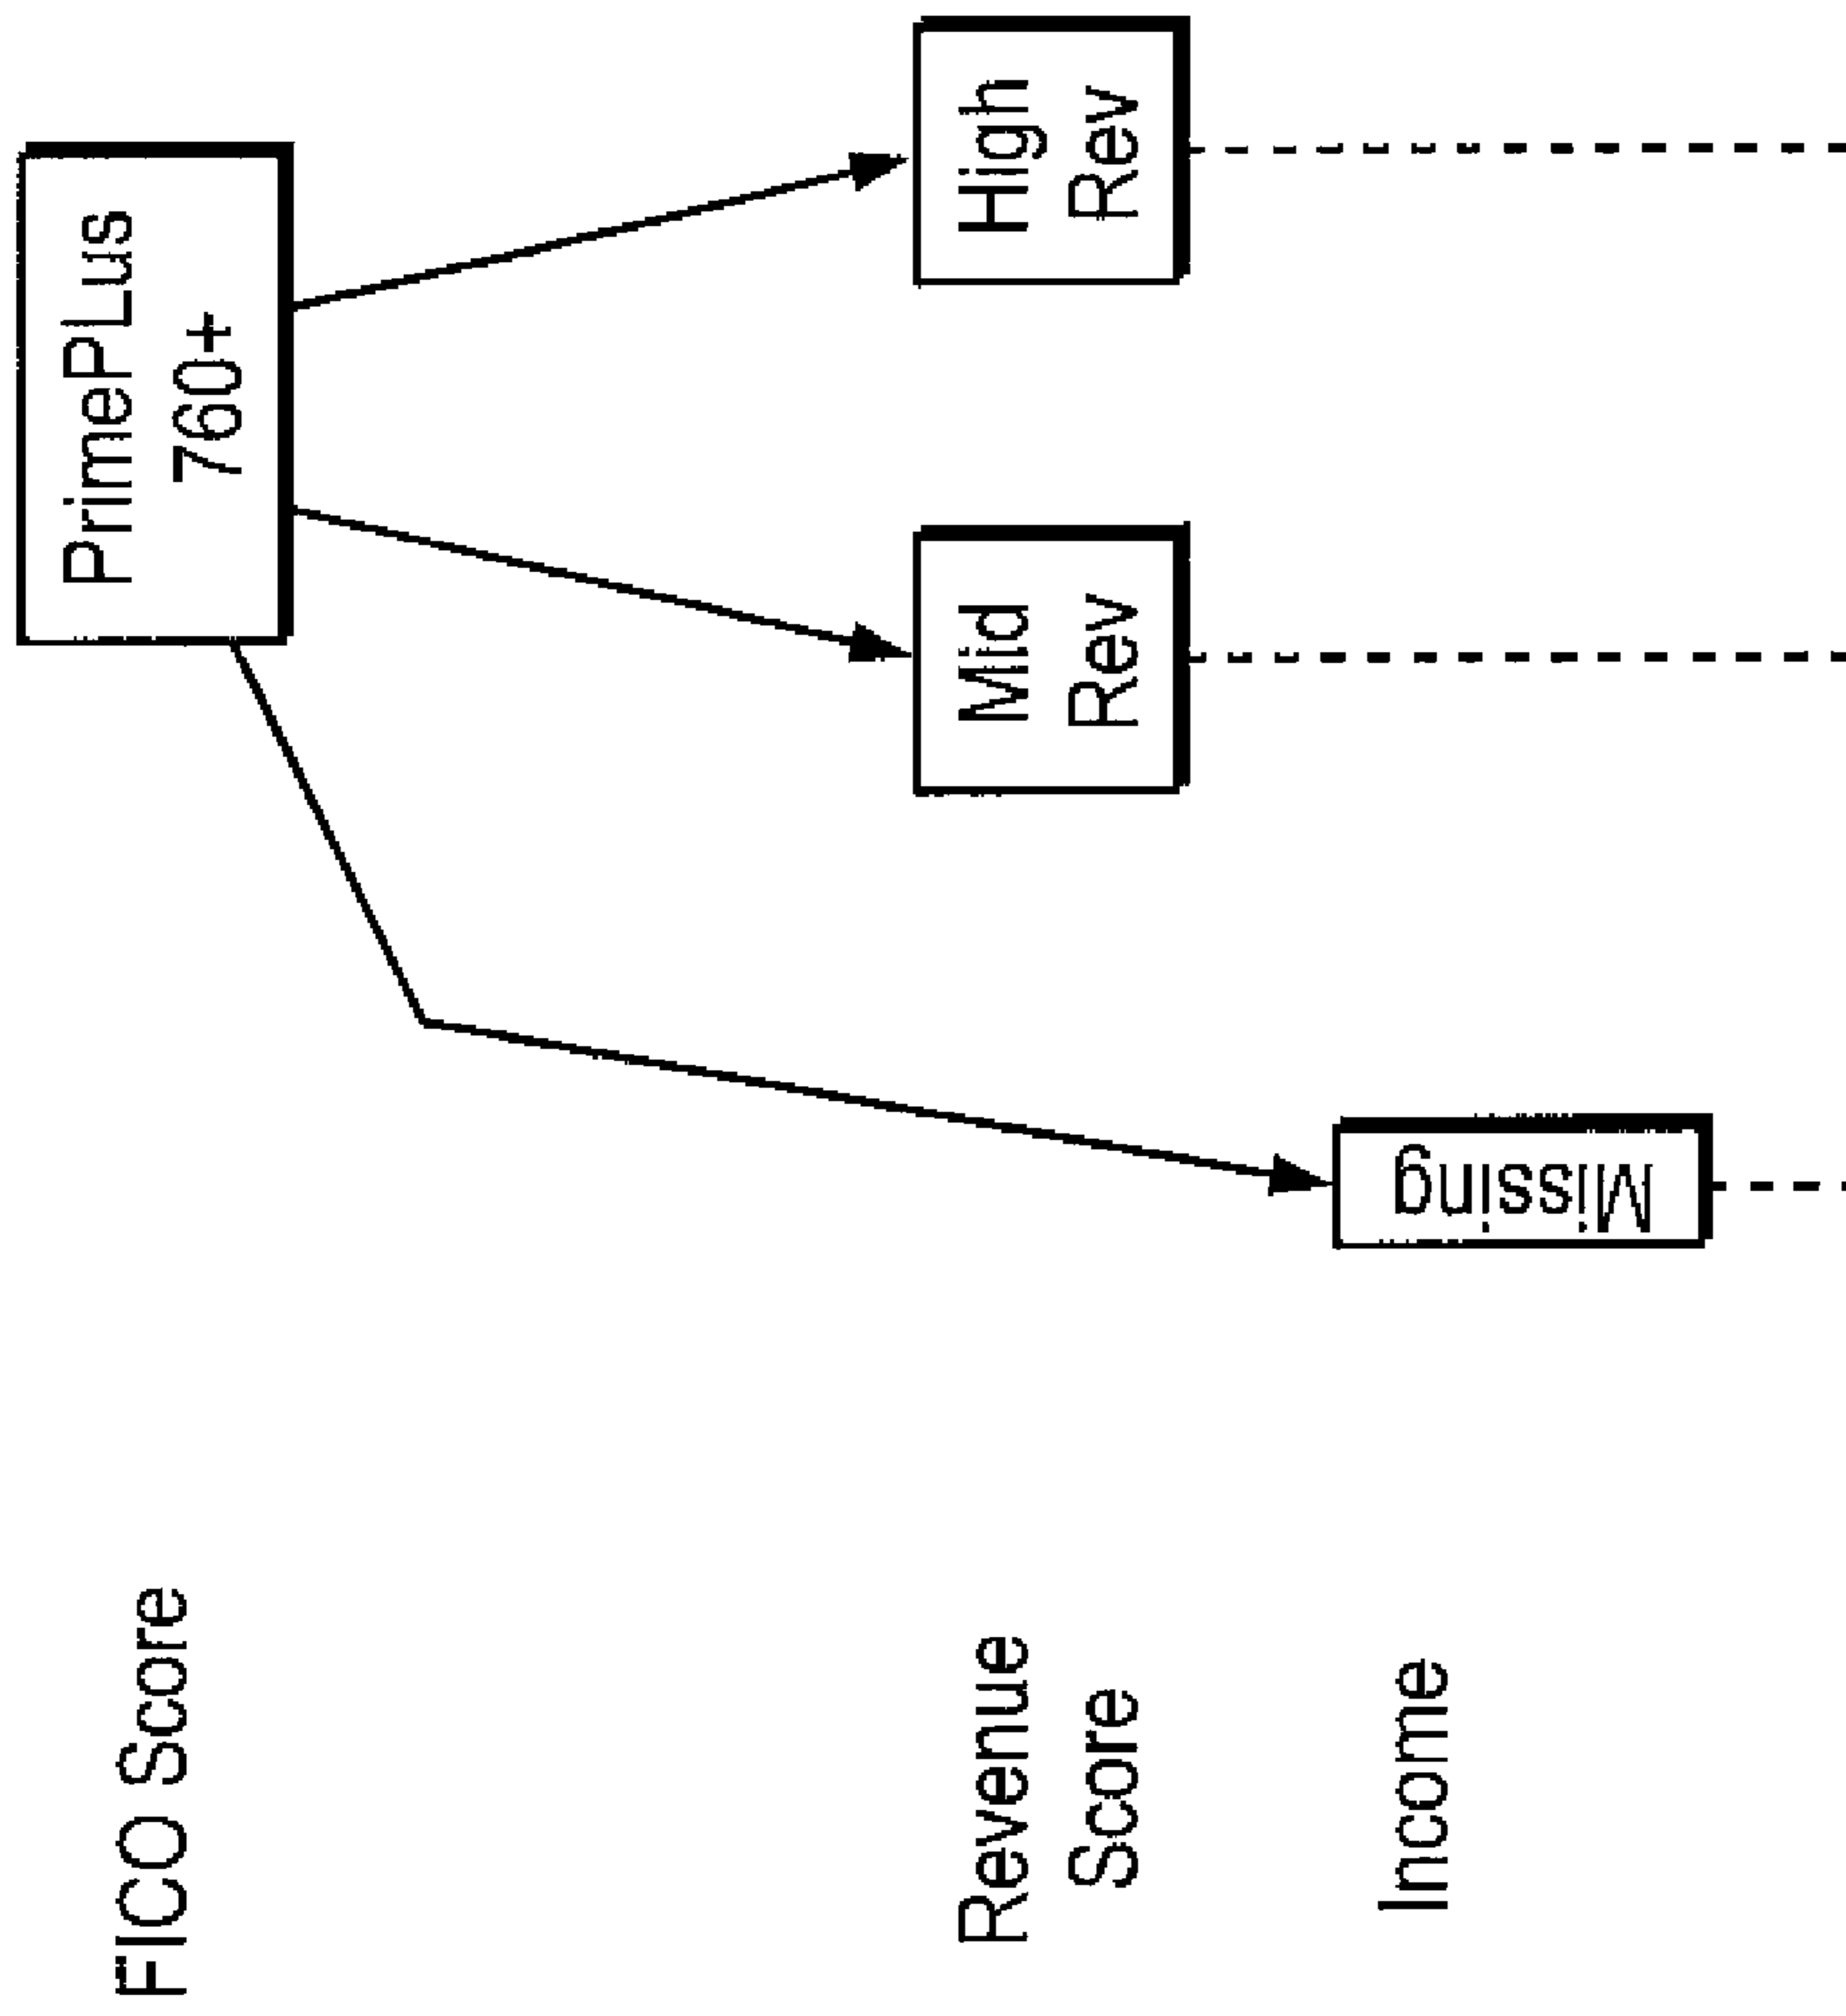 FICO Score
PrimePLus
760+
Revenue
Score
Mid
Rev
High
Rev
Income
Missing